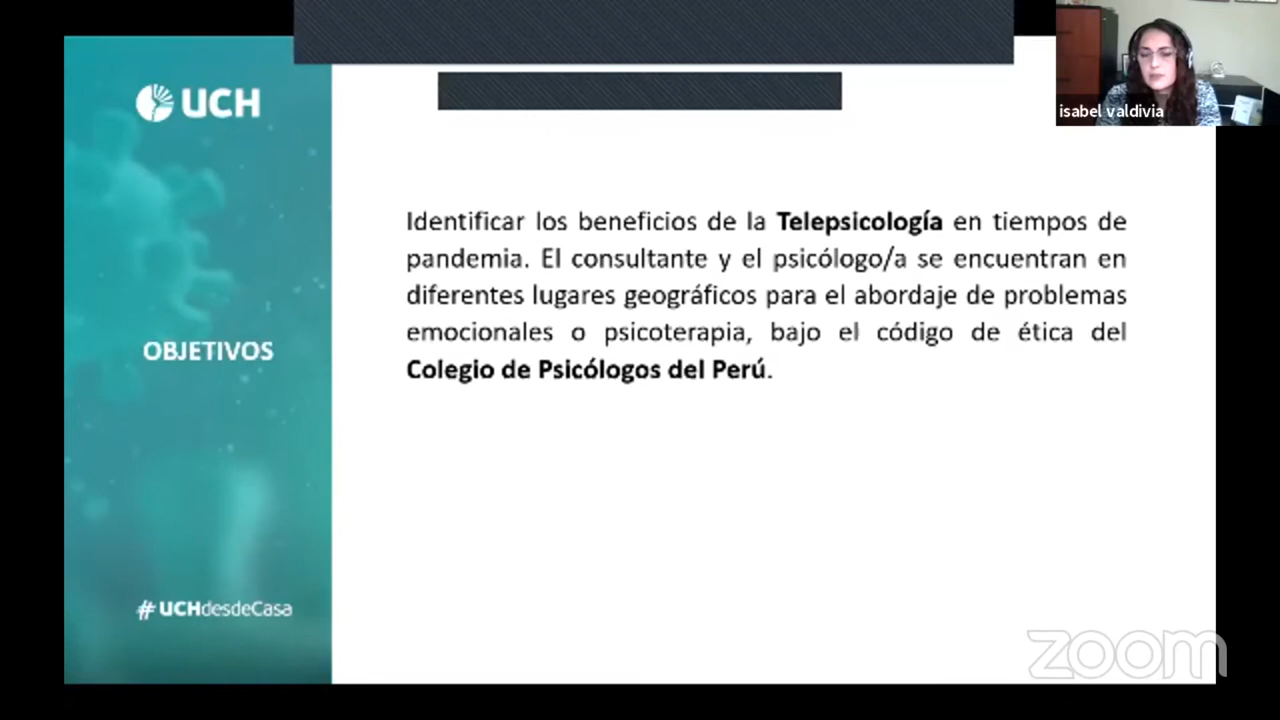 UCH
isabel valdivia
Identificar los beneficios de la Telepsicología en tiempos de
pandemia. El consultante y el psicólogo/a se encuentran en
diferentes lugares geográficos para el abordaje de problemas
emocionales o psicoterapia, bajo el código de ética del
Colegio de Psicólogos del Perú.
OBJETIVOS
#UCHdesdeCasa
zoom